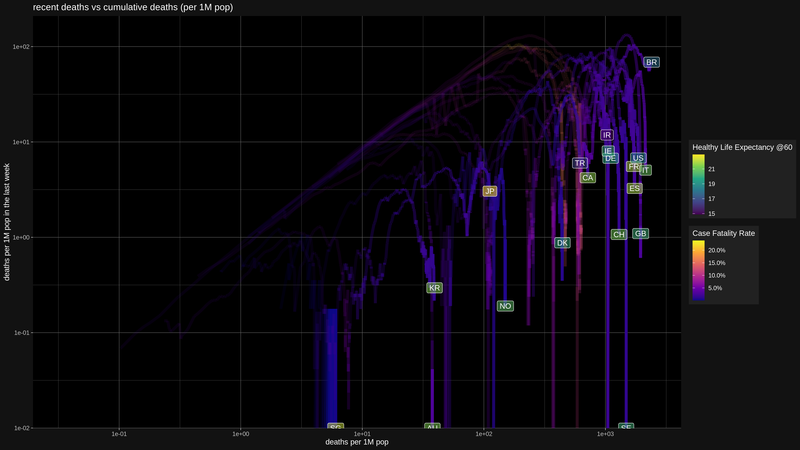 recent deaths vs cumulative deaths (per 1M pop)
1e+02
BR
1e+01
IR
IE
DE
US
TR
FR
IT
CA
JP
ES
1e+00
CH
GB
DK
KR
NO
1e-01
1e-02
SG
AU
SE
1e-01
1e+00
1e+01
1e+02
1e+03
deaths per 1M pop
deaths per 1M pop in the last week
Healthy Life Expectancy @60
21
19
17
15
Case Fatality Rate
20.0%
15.0%
10.0%
5.0%